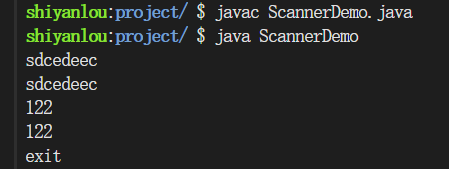 shiyanlou:project/ $ javac ScannerDemo.java
shiyanlou:project/ $ java ScannerDemo
sdcedeec
sdcedeec
122
122
exit